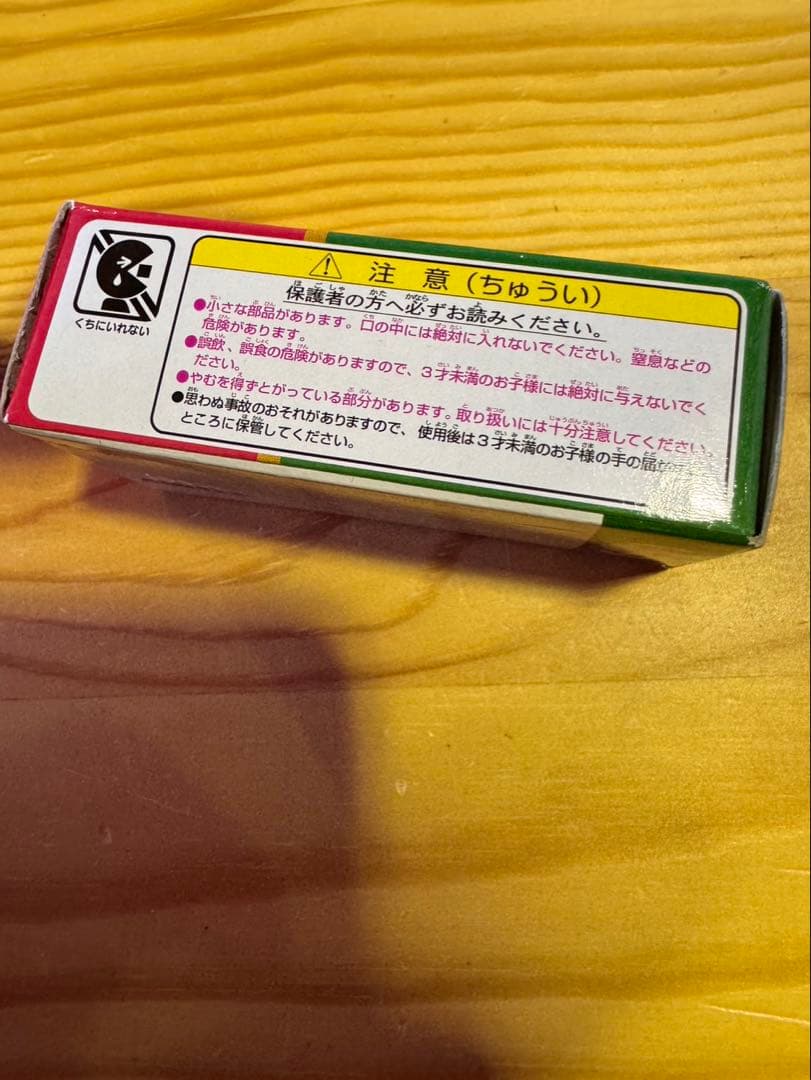 くちにいれない
注意(ちゅうい)
保護者の方へ必ずお読みください。
●小さな部品があります。口の中には絶対に入れないでください。窒息などの
危険があります。
●誤飲、誤食の危険がありますので、3才未満のお子様には絶対に与えないでく
ださい。
●やむを得ずとがっている部分があります。取り扱いには十分注意してください。
●思わぬ事故のおそれがありますので、使用後は3才未満のお子様の手の届か
ところに保管してください。